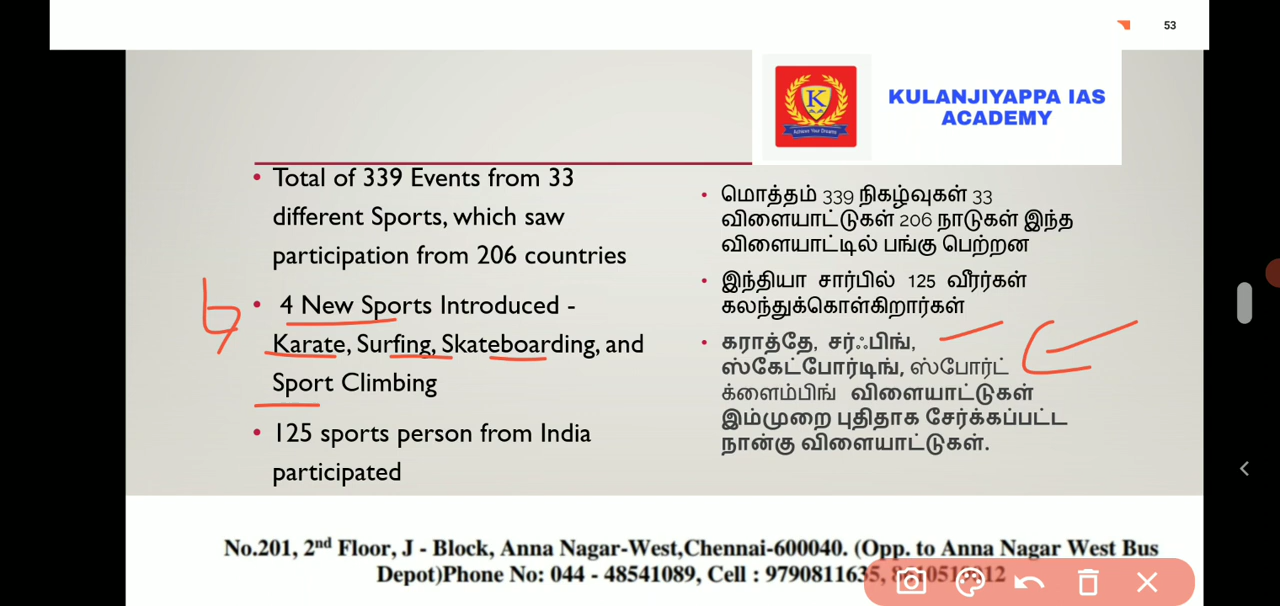 53
K
Achieve Your Dreams
KULANJIYAPPA IAS
ACADEMY
• Total of 339 Events from 33
different Sports, which saw
participation from 206 countries
• 4 New Sports Introduced -
Karate, Surfing, Skateboarding, and
Sport Climbing
• 125 sports person from India
participated
• மொத்தம் 339 நிகழ்வுகள் 33
விளையாட்டுகள் 206 நாடுகள் இந்த
விளையாட்டில் பங்கு பெற்றன
• இந்தியா சார்பில் 125 வீரர்கள்
கலந்துக்கொள்கிறார்கள்
• கராத்தே, சர்ஃபிங்,
ஸ்கேட்போர்டிங், ஸ்போர்ட்
க்ளைம்பிங் விளையாட்டுகள்
இம்முறை புதிதாக சேர்க்கப்பட்ட
நான்கு விளையாட்டுகள்.
No.201, 2nd Floor, J - Block, Anna Nagar-West,Chennai-600040. (Opp. to Anna Nagar West Bus
Depot)Phone No: 044 - 48541089, Cell : 9790811635,